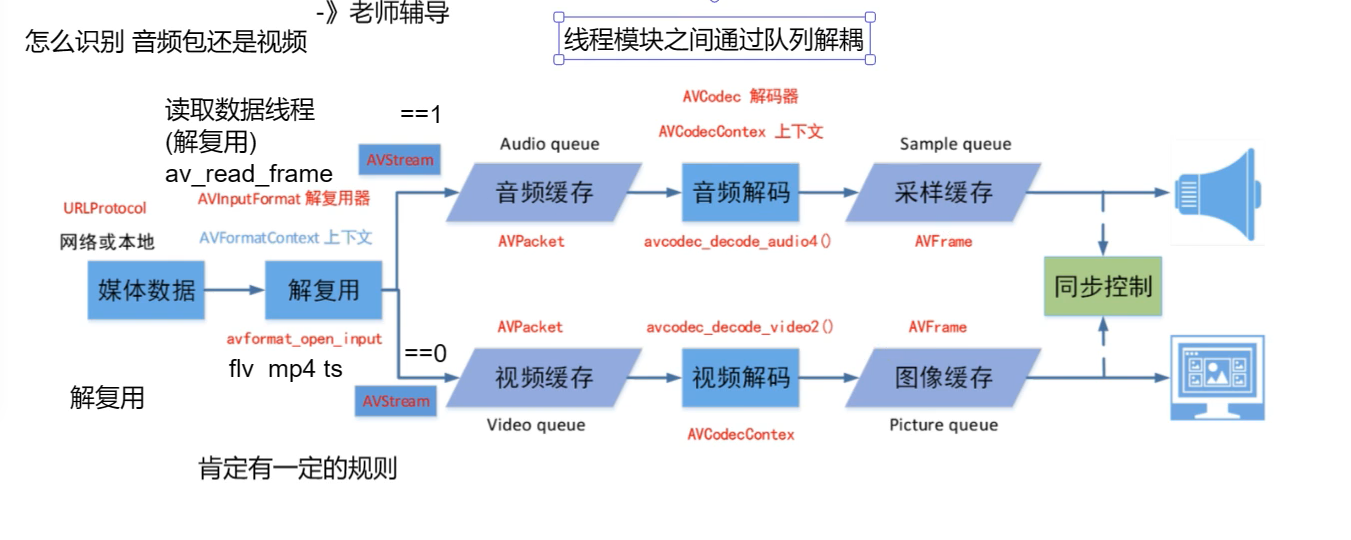 -》老师辅导
怎么识别 音频包还是视频
线程模块之间通过队列解耦
读取数据线程
(解复用)
av_read_frame
==1
AVStream
AVCodec 解码器
AVCodecContex 上下文
Audio queue
Sample queue
音频缓存
音频解码
采样缓存
AVPacket
avcodec_decode_audio4()
AVFrame
URLProtocol
网络或本地
AVInputFormat 解复用器
AVFormatContext 上下文
媒体数据
解复用
同步控制
avformat_open_input
flv mp4 ts
==0
AVStream
AVPacket
avcodec_decode_video2()
AVFrame
视频缓存
视频解码
图像缓存
Video queue
AVCodecContex
Picture queue
解复用
肯定有一定的规则